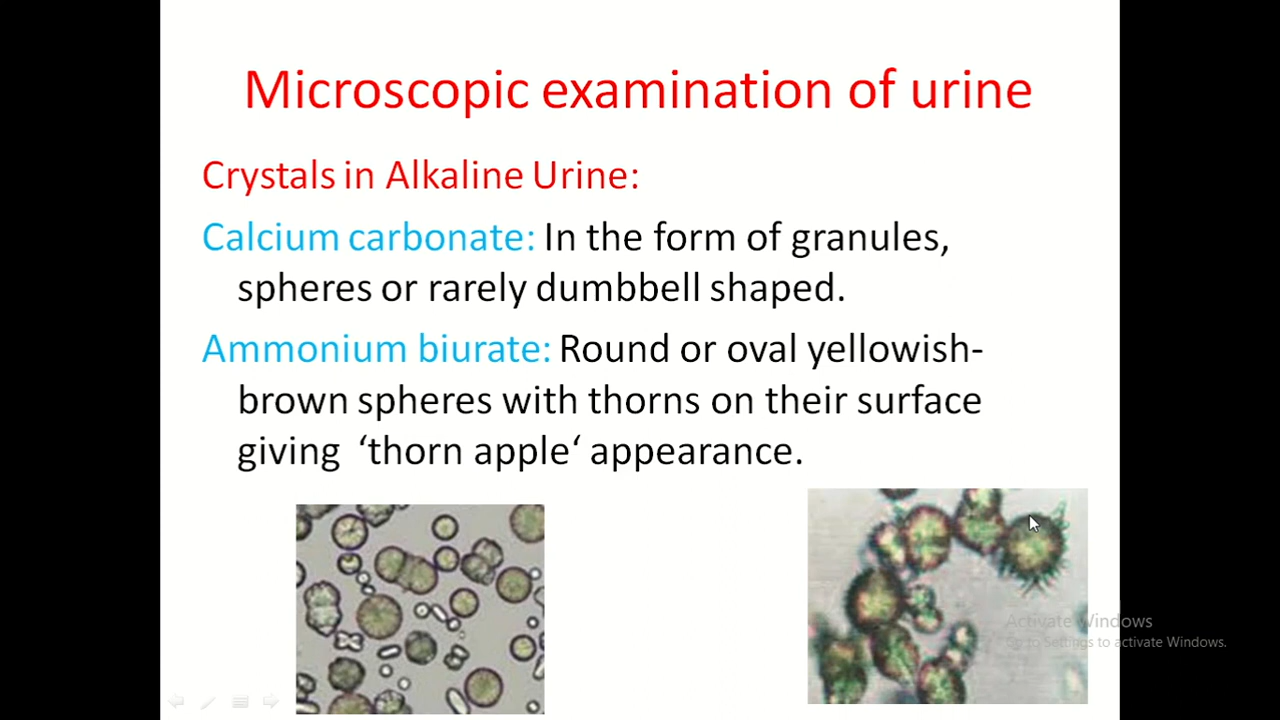 Microscopic examination of urine
Crystals in Alkaline Urine:
Calcium carbonate: In the form of granules,
spheres or rarely dumbbell shaped.
Ammonium biurate: Round or oval yellowish-
brown spheres with thorns on their surface
giving ‘thorn apple‘ appearance.
Activate Windows
Go to Settings to activate Windows.